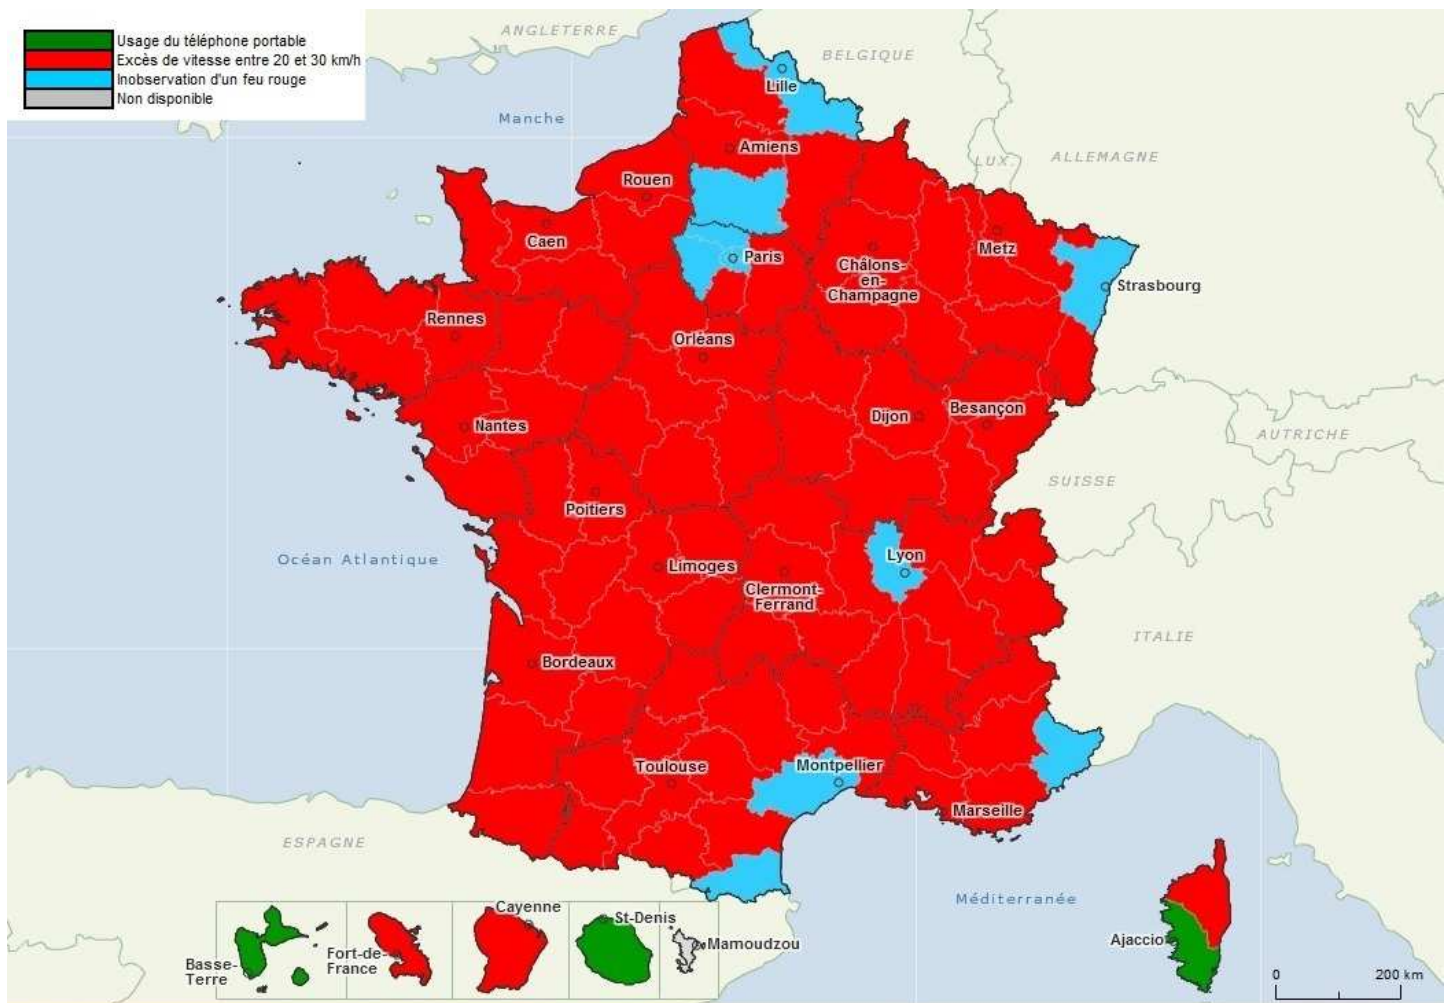 Usage du téléphone portable
Excès de vitesse entre 20 et 30 km/h
Inobservation d'un feu rouge
Non disponible
ANGLETERRE
BELGIQUE
Lille
Manche
Amiens
LUX.
ALLEMAGNE
Rouen
Caen
Paris
Metz
Châlons-
en-
Champagne
Strasbourg
Rennes
Orléans
Dijon
Besançon
Nantes
AUTRICHE
SUISSE
Poitiers
Océan Atlantique
Limoges
Lyon
Clermont-
Ferrand
ITALIE
Bordeaux
Toulouse
Montpellier
Marseille
ESPAGNE
Méditerranée
Cayenne
St-Denis
Fort-de-
France
Mamoudzou
Basse-
Terre
Ajaccio
0 200 km